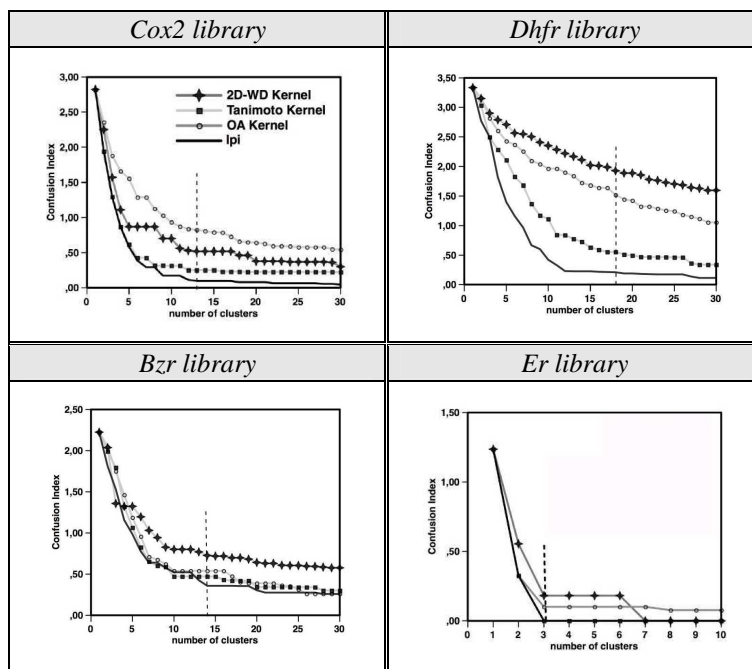 Cox2 library
Dhfr library
3,00
2,50
2,00
1,50
1,00
,50
,00
Confusion Index
2D-WD Kernel
Tanimoto Kernel
OA Kernel
lpi
0 5 10 15 20 25 30
number of clusters
3,50
3,00
2,50
2,00
1,50
1,00
,50
,00
Confusion Index
0 5 10 15 20 25 30
number of clusters
Bzr library
Er library
2,50
2,00
1,50
1,00
,50
,00
Confusion Index
0 5 10 15 20 25 30
number of clusters
1,50
1,00
,50
,00
Confusion Index
0 1 2 3 4 5 6 7 8 9 10
number of clusters